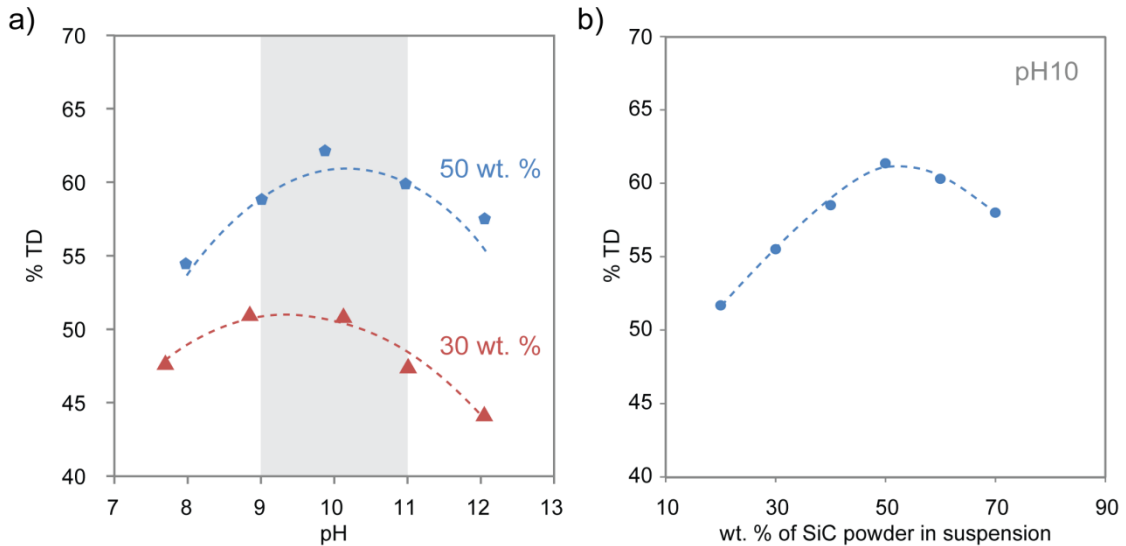 a)
70
65
60
55
50
45
40
% TD
7 8 9 10 11 12 13
pH
50 wt. %
30 wt. %
b)
70
65
60
55
50
45
40
% TD
10 30 50 70 90
wt. % of SiC powder in suspension
pH10